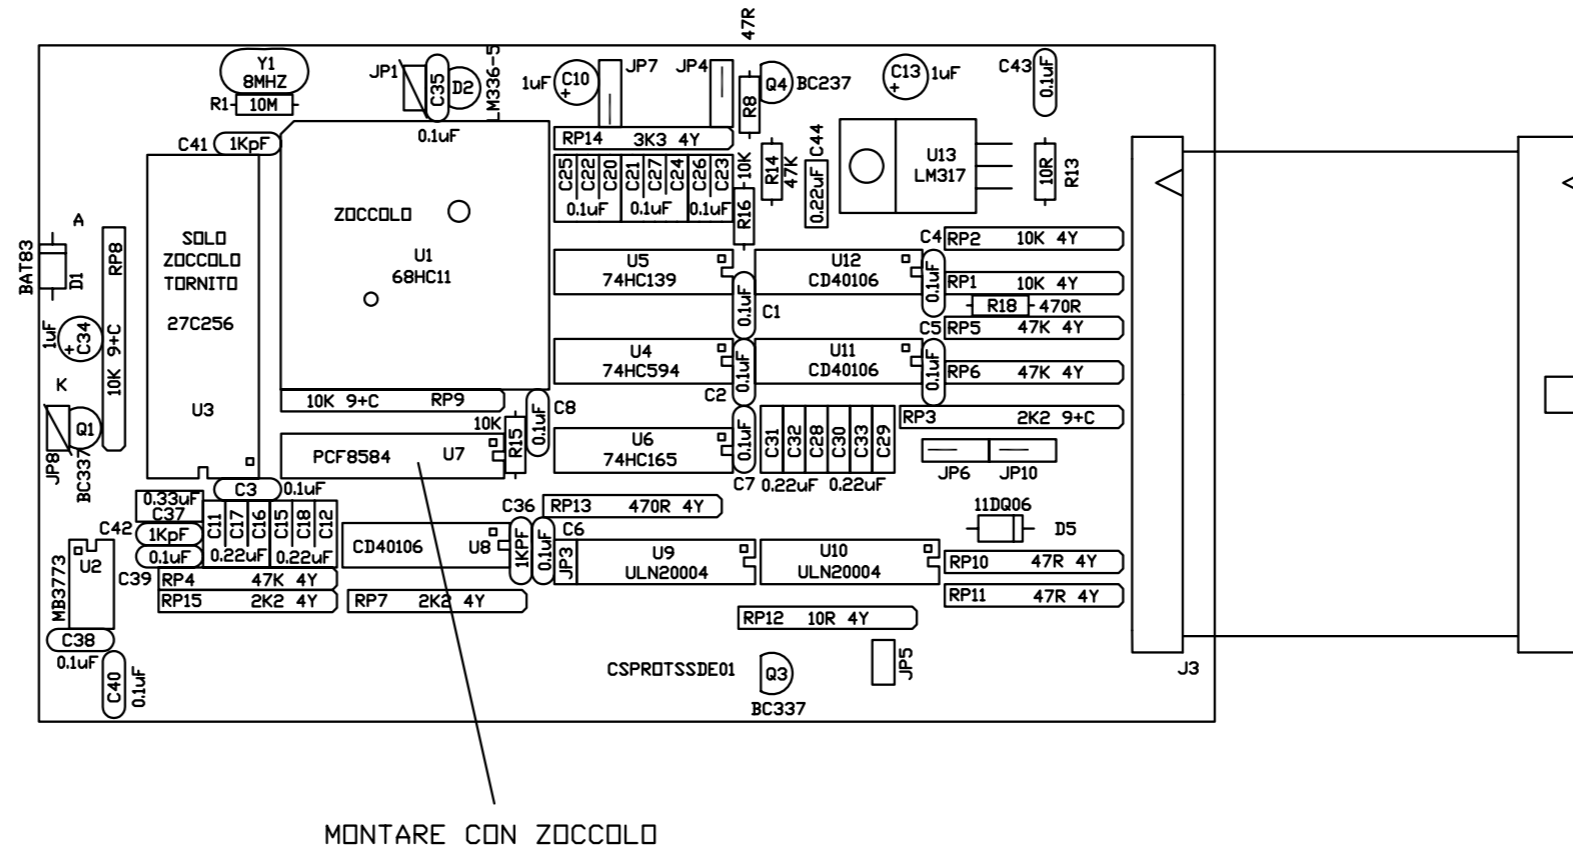 47R
Y1
8MHZ
R1
10M
JP1
C35
D2
LM336-5
0.1uF
1uF
C10
+
JP7
JP4
R8
Q4
BC237
C13
+
1uF
C43
0.1uF
C41
1KpF
RP14 3K3 4Y
C25
C22
C20
C21
C27
C24
C26
C23
0.1uF
0.1uF
0.1uF
10K
R16
R14
47K
C44
0.22uF
U13
LM317
10R
R13
ZOCCOLO
U1
68HC11
SOLO
ZOCCOLO
TORNITO
27C256
U3
A
BAT83
D1
RP8
10K 9+C
1uF
C34
+
K
Q1
JP8
BC337
U5
74HC139
U12
CD40106
C4
0.1uF
RP2 10K 4Y
RP1 10K 4Y
R18
470R
0.1uF
C1
U4
74HC594
U11
CD40106
C5
0.1uF
RP5 47K 4Y
RP6 47K 4Y
0.1uF
C2
10K 9+C RP9
C8
0.1uF
10K
R15
PCF8584 U7
U6
74HC165
0.1uF
C7
C31
C32
C28
C30
C33
C29
0.22uF
0.22uF
RP3 2K2 9+C
JP6
JP10
C3
0.1uF
0.33uF
C37
C42
1KpF
0.1uF
C39
C11
C17
C16
C15
C18
C12
0.22uF
0.22uF
CD40106 U8
C36
1KPF
0.1uF
C6
RP13 470R 4Y
JP3
U9
ULN20004
U10
ULN20004
11DQ06
D5
RP10 47R 4Y
RP11 47R 4Y
U2
MB3773
RP4 47K 4Y
RP15 2K2 4Y
RP7 2K2 4Y
RP12 10R 4Y
C38
0.1uF
C40
0.1uF
CSPROTSSDE01
Q3
BC337
JP5
J3
MONTARE CON ZOCCOLO